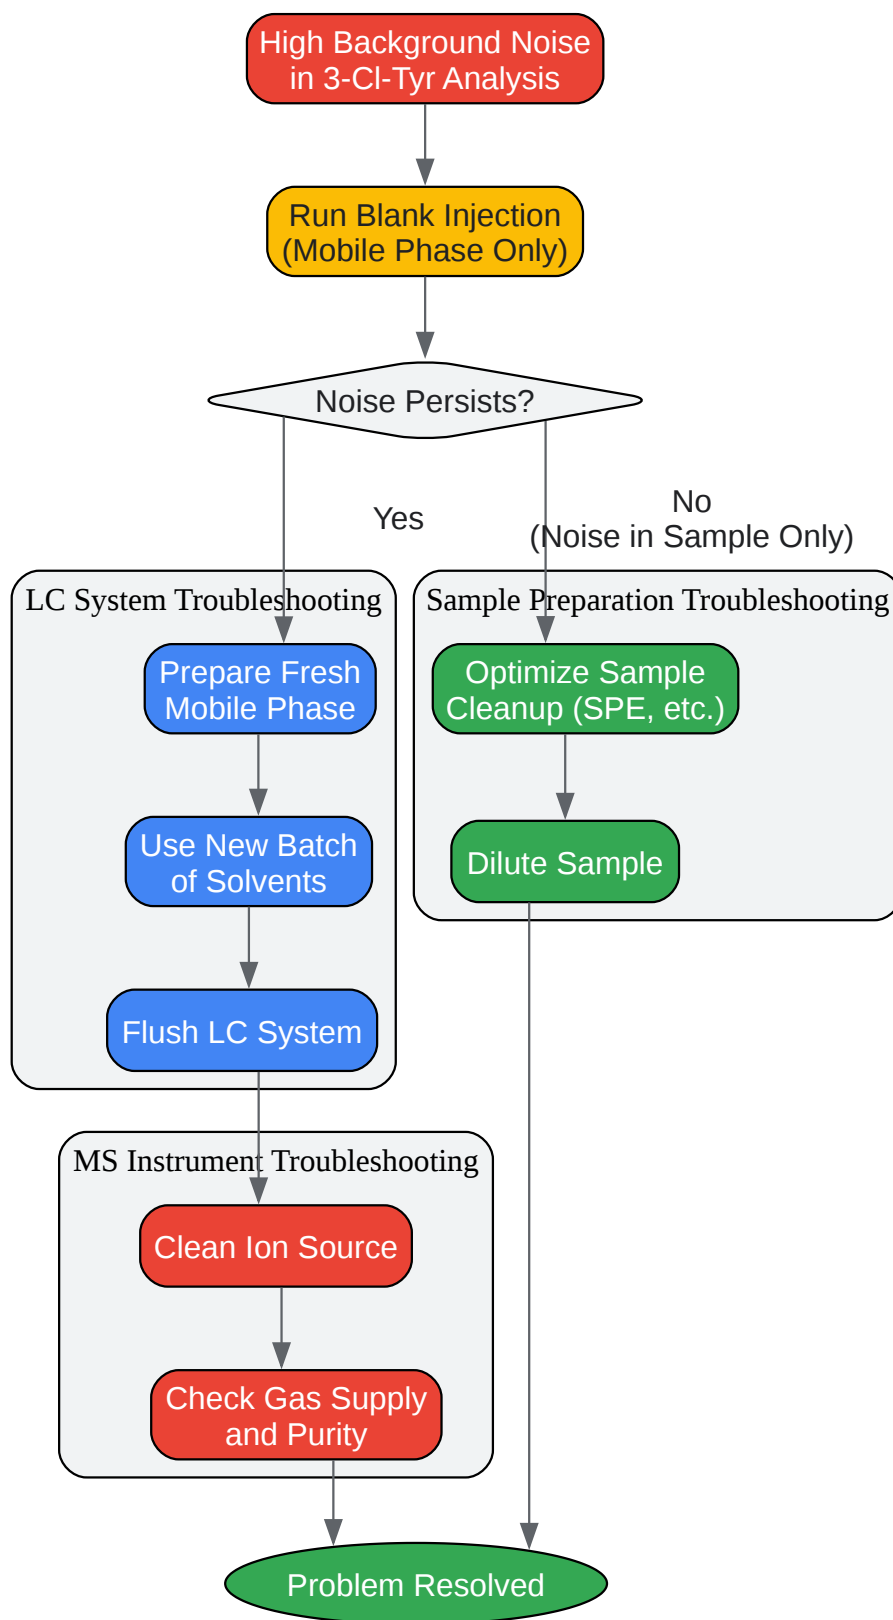 High Background Noise
in 3-Cl-Tyr Analysis
Run Blank Injection
(Mobile Phase Only)
Noise Persists?
Yes
No
(Noise in Sample Only)
LC System Troubleshooting
Prepare Fresh
Mobile Phase
Use New Batch
of Solvents
Flush LC System
Sample Preparation Troubleshooting
Optimize Sample
Cleanup (SPE, etc.)
Dilute Sample
MS Instrument Troubleshooting
Clean Ion Source
Check Gas Supply
and Purity
Problem Resolved